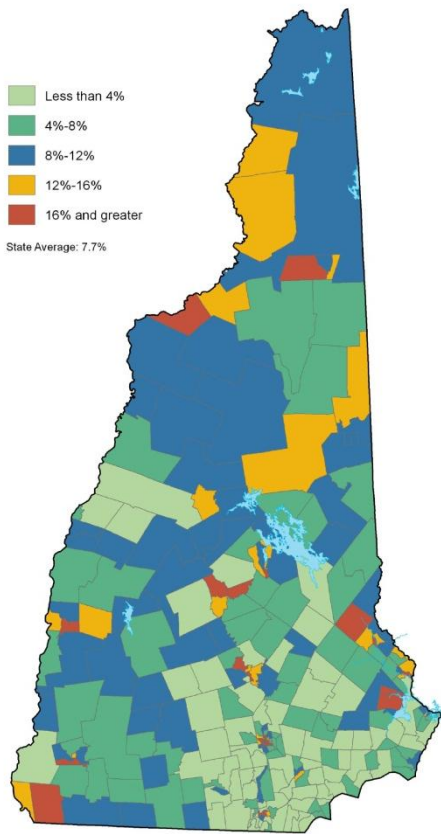 Less than 4%
4%-8%
8%-12%
12%-16%
16% and greater
State Average: 7.7%